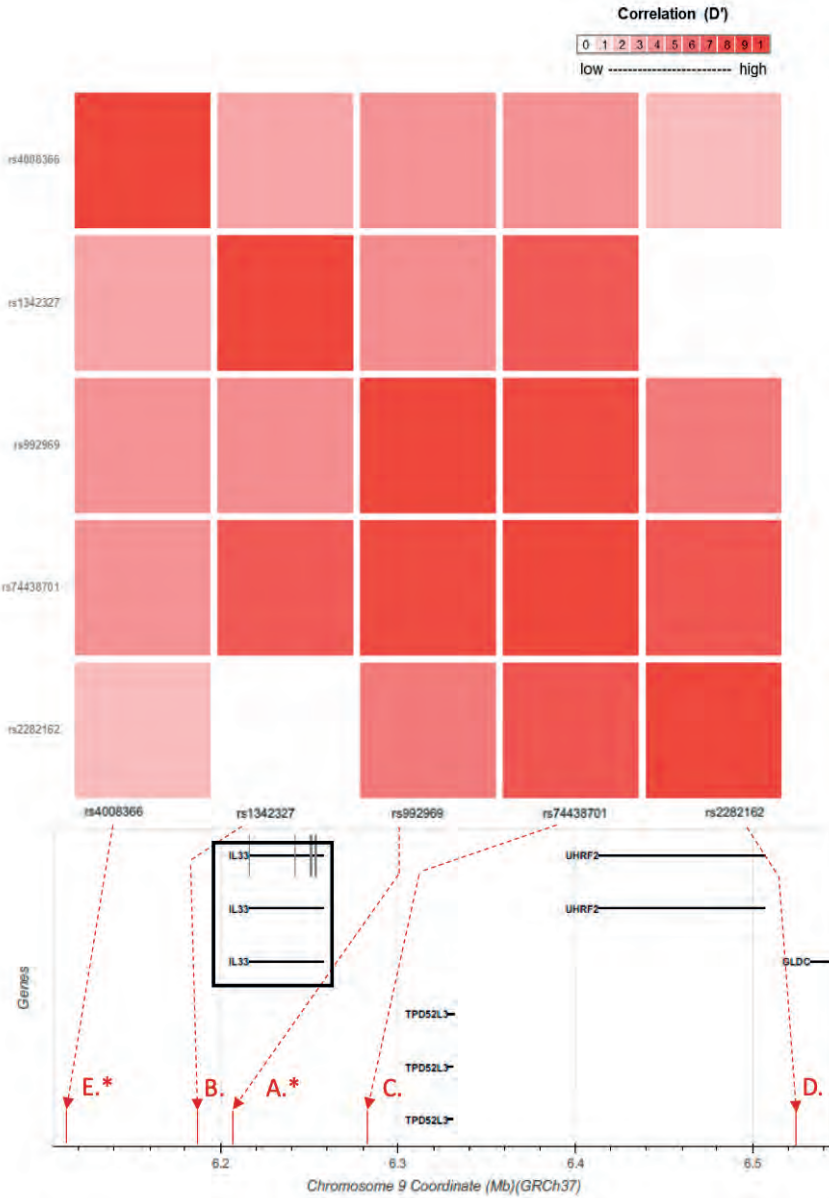 Correlation (D')
0 .1 2 3 4 5 6 7 8 9 1
low ---------------------- high
rs4008366
rs1342327
rs992969
rs74438701
rs2282162
rs4008366 rs1342327 rs992969 rs74438701 rs2282162
IL33 UHRF2
IL33 UHRF2
IL33 GLDC
TPD52L3
TPD52L3
TPD52L3
Genes
E.* B. A.* C. D.
6.2 6.3 6.4 6.5
Chromosome 9 Coordinate (Mb)(GRCh37)